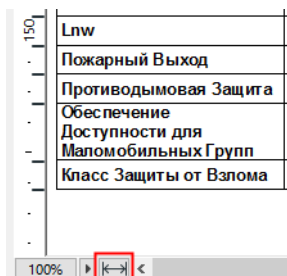 150
Lnw
Пожарный Выход
Противодымовая Защита
Обеспечение
Доступности для
Маломобильных Групп
Класс Защиты от Взлома
100%